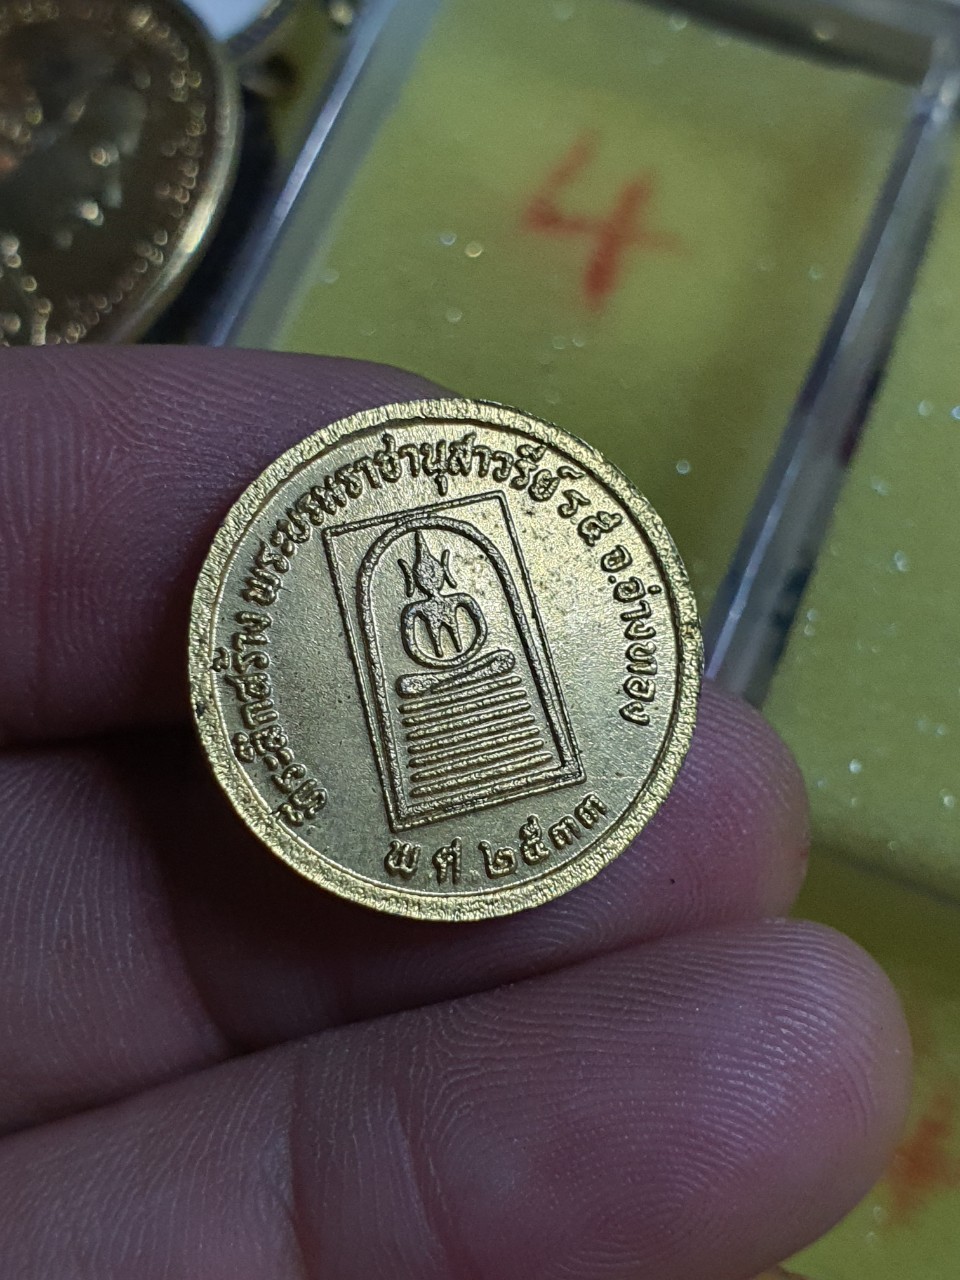 ที่ระลึกสร้าง พระบรมราชานุสาวรีย์ ร๕ จ.อ่างทอง
พ ศ ๒๕๓๓
4